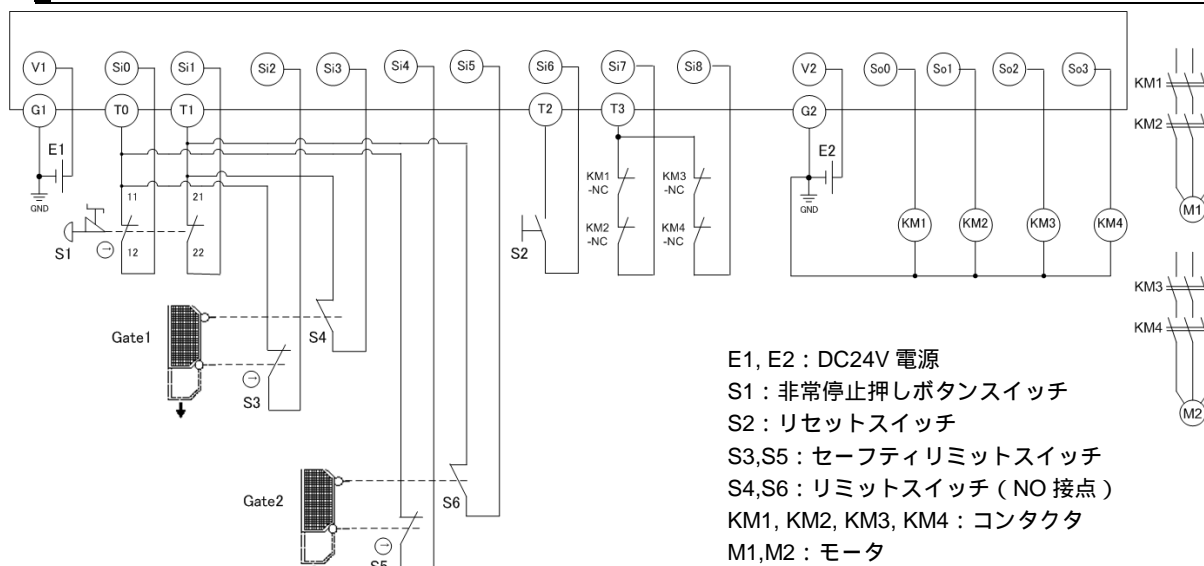 V1 Si0 Si1 Si2 Si3 Si4 Si5 Si6 Si7 Si8 V2 So0 So1 So2 So3
G1 T0 T1 T2 T3 G2
KM1
KM2
M1
E1
GND
E2
GND
11 21
12 22
S1
S2
KM1
-NC
KM3
-NC
KM2
-NC
KM4
-NC
KM1 KM2 KM3 KM4
KM3
KM4
M2
Gate1
S4
S3
Gate2
S6
S5
E1, E2：DC24V 電源
S1：非常停止押しボタンスイッチ
S2：リセットスイッチ
S3,S5：セーフティリミットスイッチ
S4,S6：リミットスイッチ（NO 接点）
KM1, KM2, KM3, KM4：コンタクタ
M1,M2：モータ